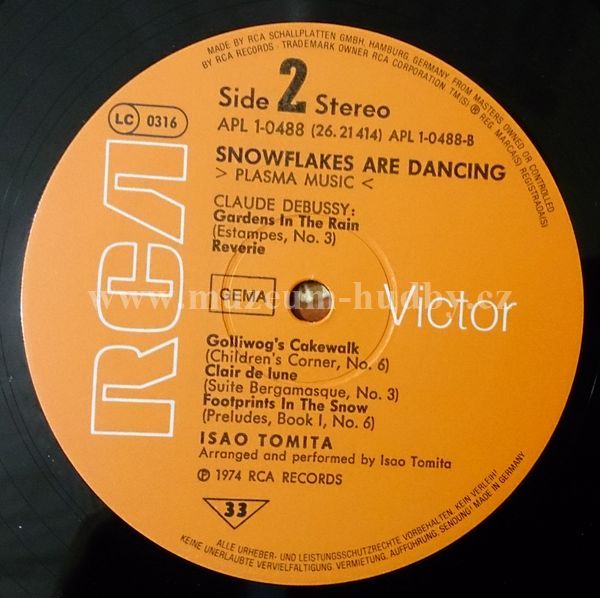 MADE BY RCA SCHALLPLATTEN GMBH, HAMBURG, GERMANY, FROM MASTERS OWNED OR CONTROLLED
BY RCA RECORDS · TRADEMARK OWNER RCA CORPORATION. TM(S) ® REG. MARCA(S) REGISTRADA(S)
Side 2 Stereo
LC 0316
APL 1-0488 (26.21 414) APL 1-0488-B
SNOWFLAKES ARE DANCING
> PLASMA MUSIC <
CLAUDE DEBUSSY:
Gardens In The Rain
(Estampes, No. 3)
Reverie
RCA
GEMA
Victor
www.muzeum-hudby.cz
Golliwog's Cakewalk
(Children's Corner, No. 6)
Clair de lune
(Suite Bergamasque, No. 3)
Footprints In The Snow
(Preludes, Book I, No. 6)
ISAO TOMITA
Arranged and performed by Isao Tomita
℗ 1974 RCA RECORDS
33
ALLE URHEBER- UND LEISTUNGSSCHUTZRECHTE VORBEHALTEN. KEIN VERLEIH!
KEINE UNERLAUBTE VERVIELFÄLTIGUNG, VERMIETUNG, AUFFÜHRUNG, SENDUNG! MADE IN GERMANY